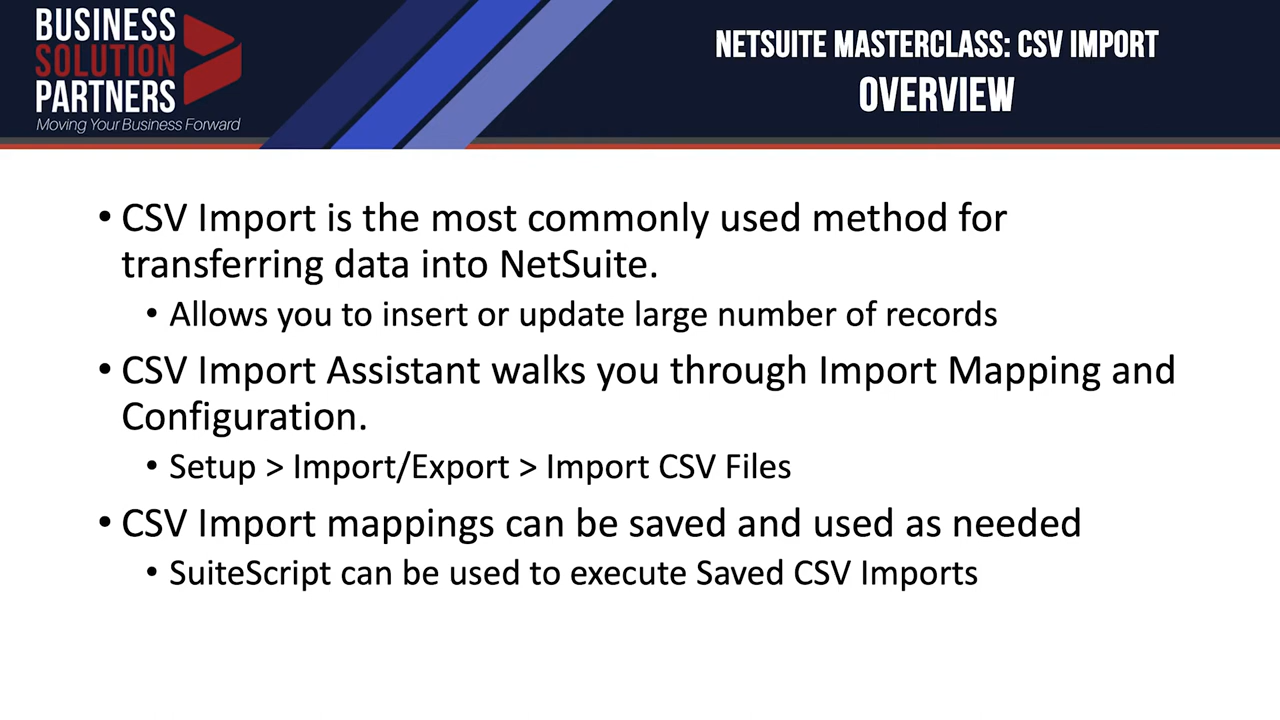 BUSINESS
SOLUTION
PARTNERS
Moving Your Business Forward
NETSUITE MASTERCLASS: CSV IMPORT
OVERVIEW
• CSV Import is the most commonly used method for
transferring data into NetSuite.
• Allows you to insert or update large number of records
• CSV Import Assistant walks you through Import Mapping and
Configuration.
• Setup > Import/Export > Import CSV Files
• CSV Import mappings can be saved and used as needed
• SuiteScript can be used to execute Saved CSV Imports